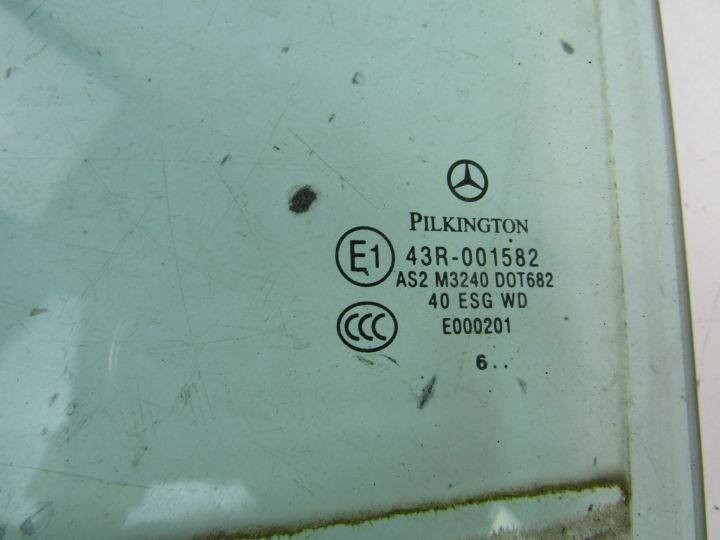 PILKINGTON
E1 43R-001582
AS2 M3240 DOT682
40 ESG WD
CCC E000201
6..